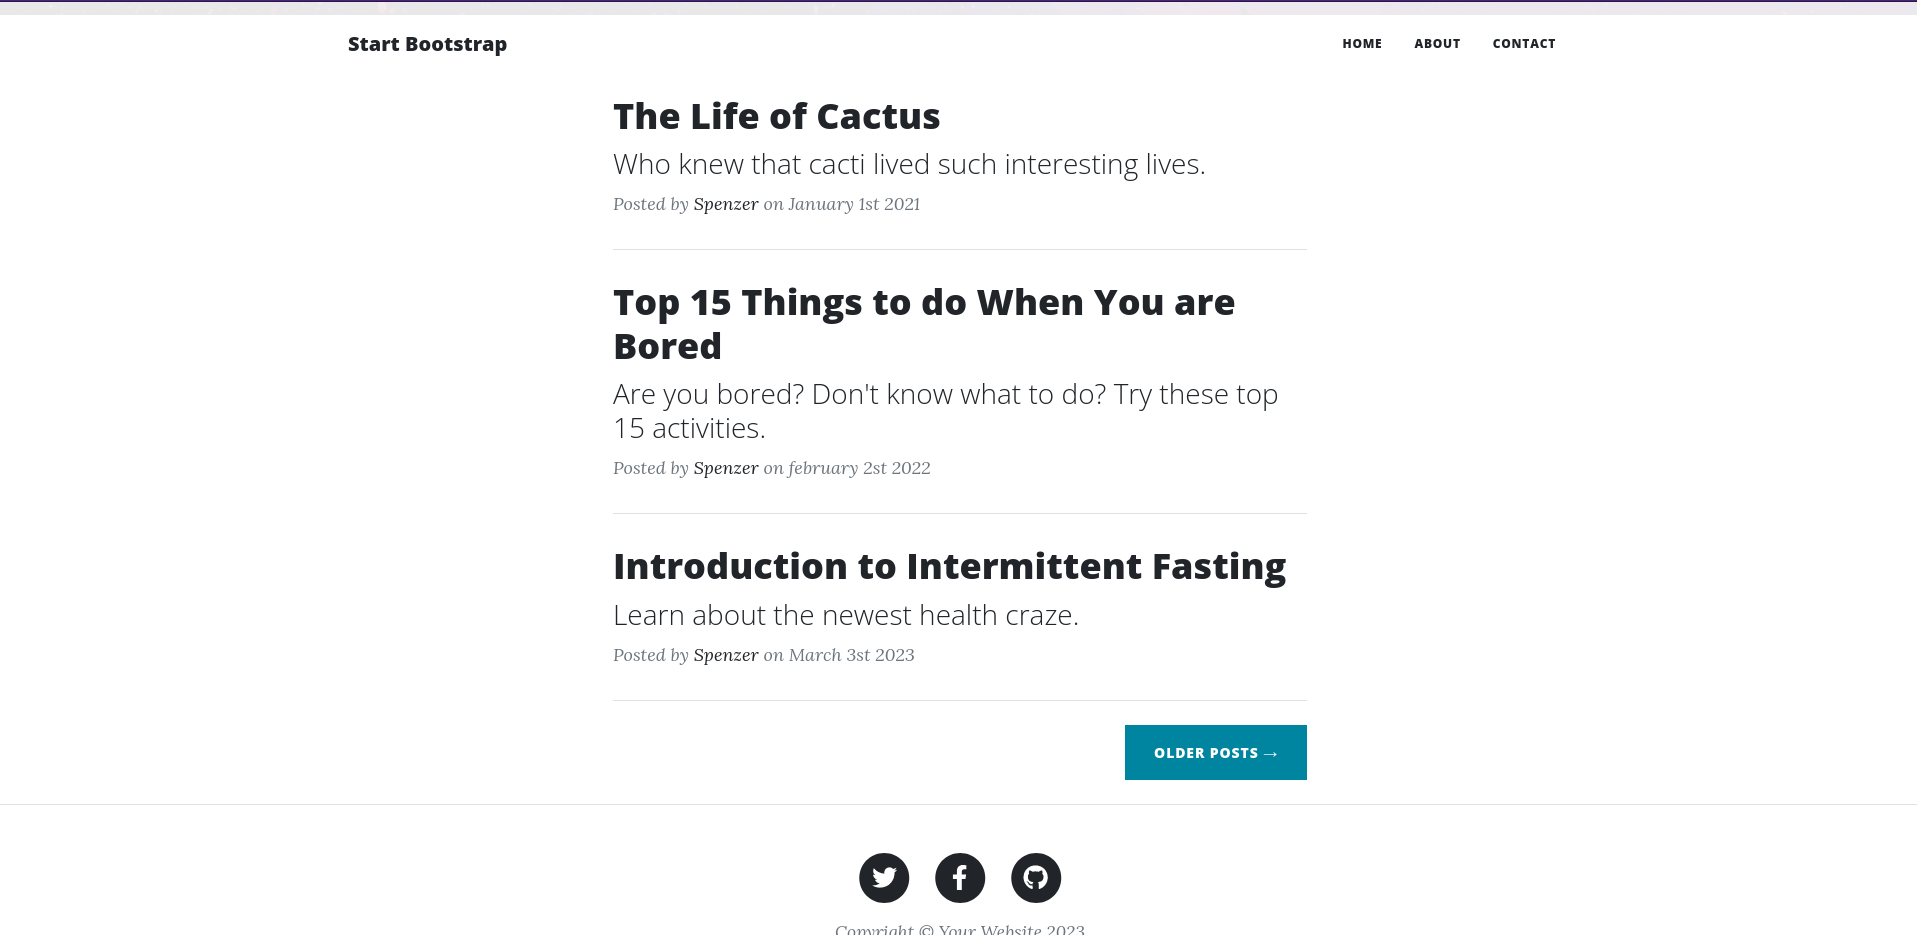 Start Bootstrap
HOME ABOUT CONTACT
The Life of Cactus
Who knew that cacti lived such interesting lives.
Posted by Spenzer on January 1st 2021
Top 15 Things to do When You are
Bored
Are you bored? Don't know what to do? Try these top
15 activities.
Posted by Spenzer on february 2st 2022
Introduction to Intermittent Fasting
Learn about the newest health craze.
Posted by Spenzer on March 3st 2023
OLDER POSTS →
Copyright © Your Website 2023